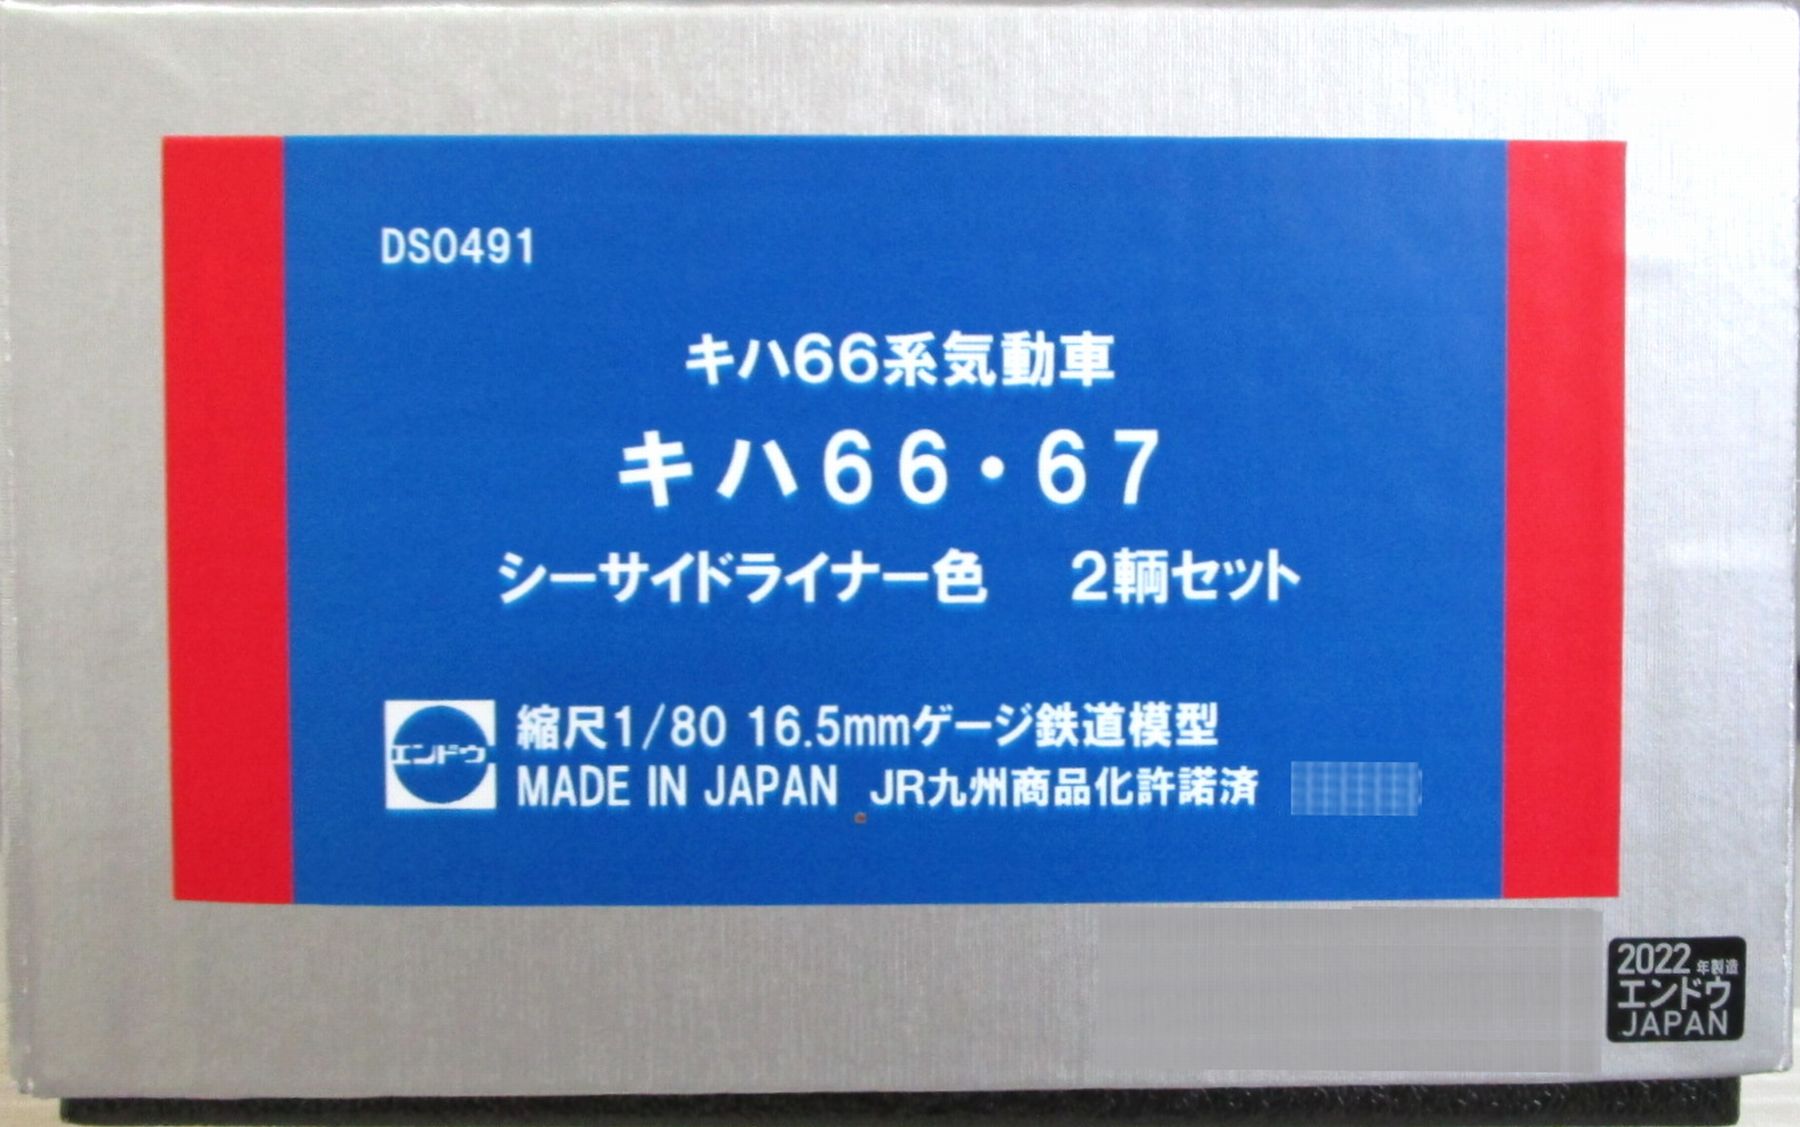 DS0491
キハ66系気動車
キハ66・67
シーサイドライナー色　2輌セット
エンドウ
縮尺1/80 16.5mmゲージ鉄道模型
MADE IN JAPAN JR九州商品化許諾済
2022年製造
エンドウ
JAPAN